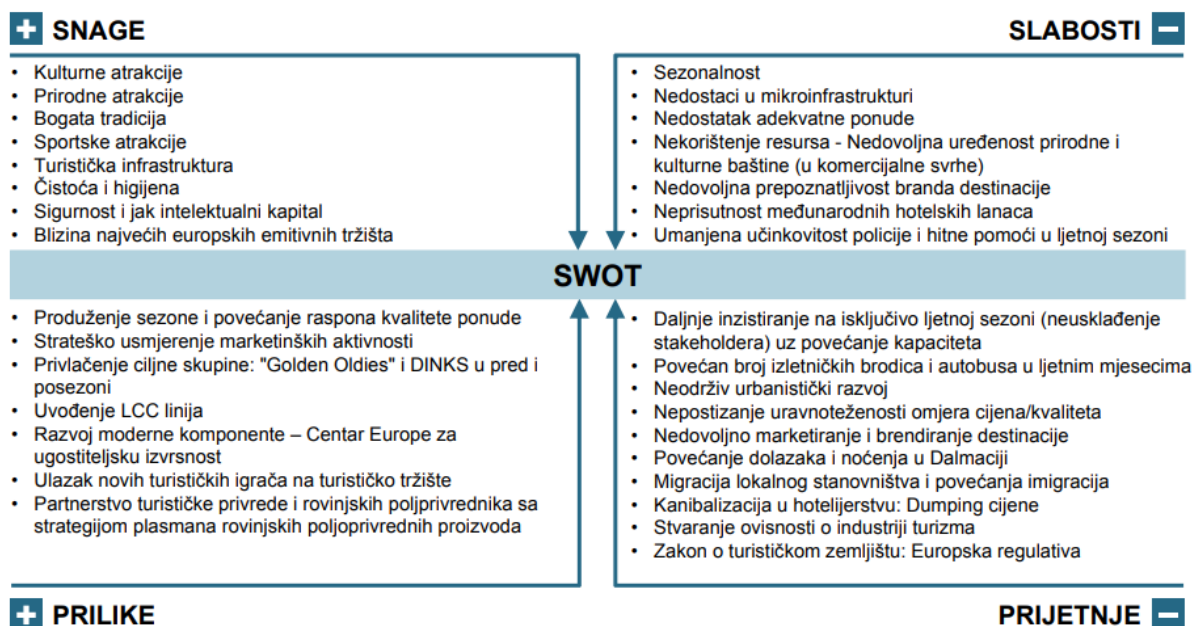 SNAGE
• Kulturne atrakcije
• Prirodne atrakcije
• Bogata tradicija
• Sportske atrakcije
• Turistička infrastruktura
• Čistoća i higijena
• Sigurnost i jak intelektualni kapital
• Blizina najvećih europskih emitivnih tržišta
SLABOSTI
• Sezonalnost
• Nedostaci u mikroinfrastrukturi
• Nedostatak adekvatne ponude
• Nekorištenje resursa - Nedovoljna uređenost prirodne i
kulturne baštine (u komercijalne svrhe)
• Nedovoljna prepoznatljivost branda destinacije
• Neprisutnost međunarodnih hotelskih lanaca
• Umanjena učinkovitost policije i hitne pomoći u ljetnoj sezoni
SWOT
• Produženje sezone i povećanje raspona kvalitete ponude
• Strateško usmjerenje marketinških aktivnosti
• Privlačenje ciljne skupine: "Golden Oldies" i DINKS u pred i
posezoni
• Uvođenje LCC linija
• Razvoj moderne komponente – Centar Europe za
ugostiteljsku izvrsnost
• Ulazak novih turističkih igrača na turističko tržište
• Partnerstvo turističke privrede i rovinjskih poljprivrednika sa
strategijom plasmana rovinjskih poljoprivrednih proizvoda
PRILIKE
• Daljnje inzistiranje na isključivo ljetnoj sezoni (neusklađenje
stakeholdera) uz povećanje kapaciteta
• Povećan broj izletničkih brodica i autobusa u ljetnim mjesecima
• Neodrživ urbanistički razvoj
• Nepostizanje uravnoteženosti omjera cijena/kvaliteta
• Nedovoljno marketiranje i brendiranje destinacije
• Povećanje dolazaka i noćenja u Dalmaciji
• Migracija lokalnog stanovništva i povećanja imigracija
• Kanibalizacija u hotelijerstvu: Dumping cijene
• Stvaranje ovisnosti o industriji turizma
• Zakon o turističkom zemljištu: Europska regulativa
PRIJETNJE